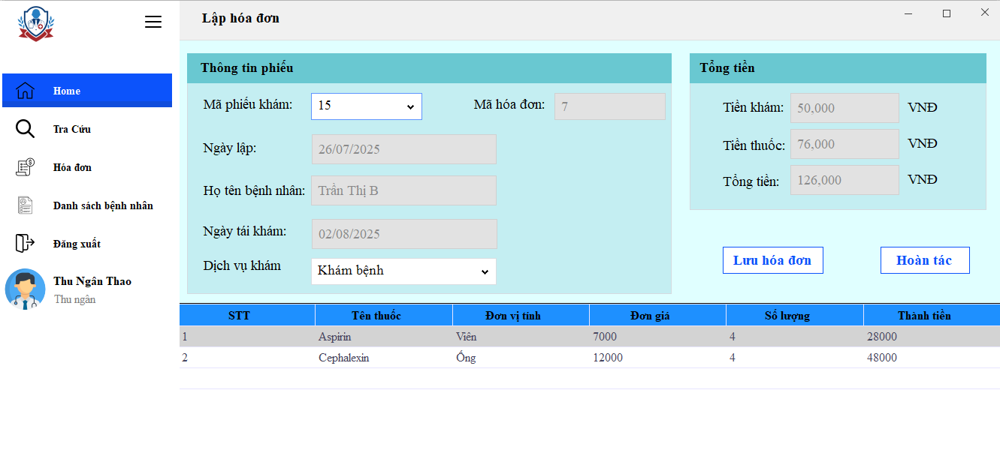 Lập hóa đơn
Home
Tra Cứu
Hóa đơn
Danh sách bệnh nhân
Đăng xuất
Thu Ngân Thao
Thu ngân
Thông tin phiếu
Mã phiếu khám: 15 Mã hóa đơn: 7
Ngày lập: 26/07/2025
Họ tên bệnh nhân: Trần Thị B
Ngày tái khám: 02/08/2025
Dịch vụ khám Khám bệnh
Tổng tiền
Tiền khám: 50,000 VNĐ
Tiền thuốc: 76,000 VNĐ
Tổng tiền: 126,000 VNĐ
Lưu hóa đơn Hoàn tác
STT Tên thuốc Đơn vị tính Đơn giá Số lượng Thành tiền
1 Aspirin Viên 7000 4 28000
2 Cephalexin Ống 12000 4 48000